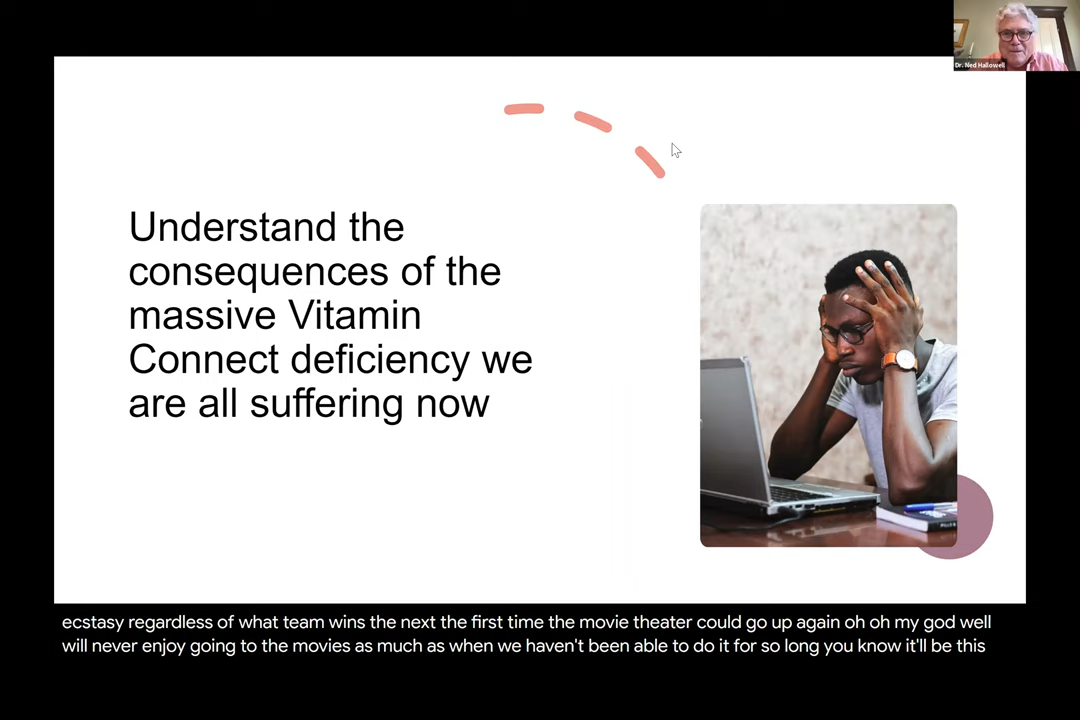 Dr. Ned Hallowell
Understand the
consequences of the
massive Vitamin
Connect deficiency we
are all suffering now
ecstasy regardless of what team wins the next the first time the movie theater could go up again oh oh my god well
will never enjoy going to the movies as much as when we haven't been able to do it for so long you know it'll be this